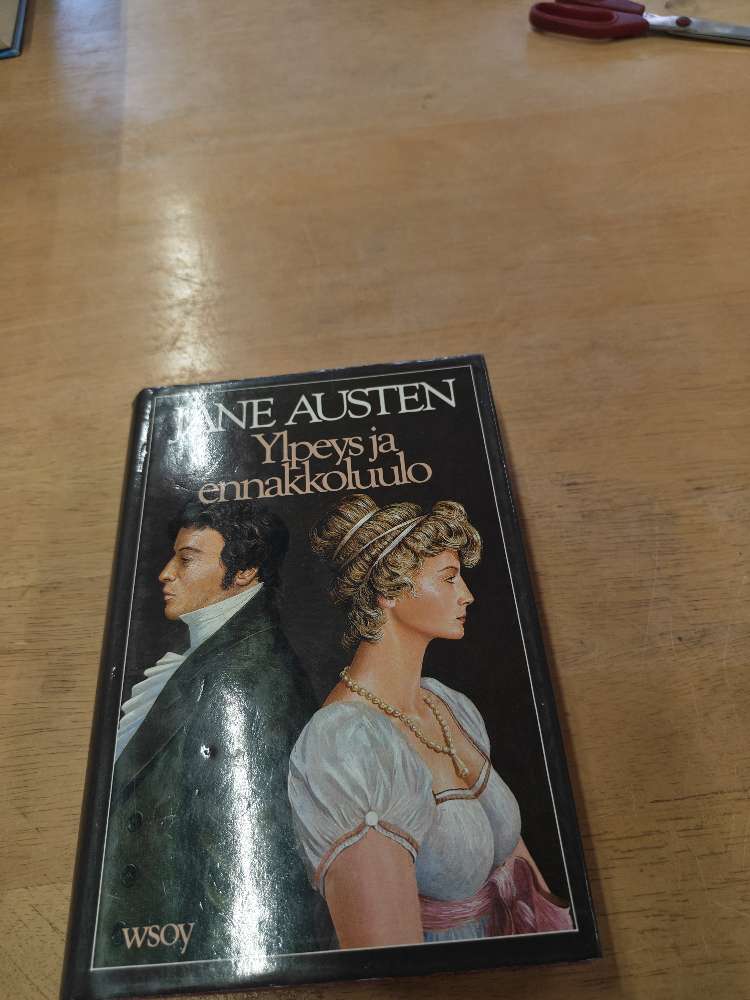 JANE AUSTEN
Ylpeys ja
ennakkoluulo
wsoy